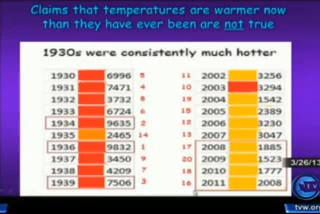 Claims that temperatures are warmer now
than they have ever been are not true
1930s were consistently much hotter
1930 6996 5 11 2002 3256
1931 7471 4 10 2003 3294
1932 3732 8 19 2004 1542
1933 6724 6 15 2005 2389
1934 9635 2 12 2006 3230
1935 2465 14 13 2007 3047
1936 9832 1 17 2008 1885
1937 3450 9 20 2009 1523
1938 4209 7 18 2010 1777
1939 7506 3 16 2011 2008
3/26/13
TVW
tvw.org